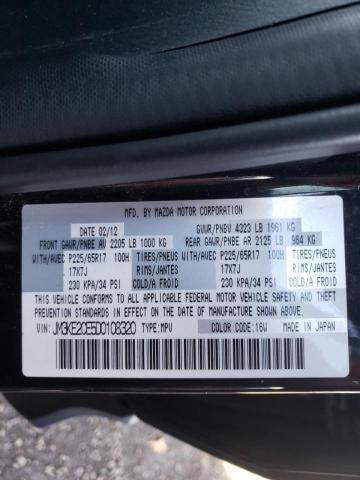 MFD. BY MAZDA MOTOR CORPORATION
DATE 02/12 GVWR/PNBV 4323 LB 1961 KG
FRONT GAWR/PNBE AV 2205 LB 1000 KG REAR GAWR/PNBE AR 2125 LB 964 KG
WITH/AVEC P225/65R17 100H TIRES/PNEUS WITH/AVEC P225/65R17 100H TIRES/PNEUS
17X7J RIMS/JANTES 17X7J RIMS/JANTES
230 KPA/34 PSI COLD/A FROID 230 KPA/34 PSI COLD/A FROID
THIS VEHICLE CONFORMS TO ALL APPLICABLE FEDERAL MOTOR VEHICLE SAFETY, BUMPER AND THEFT
PREVENTION STANDARDS IN EFFECT ON THE DATE OF MANUFACTURE SHOWN ABOVE.
VIN: JM3KE2CE5D0108320 TYPE: MPV COLOR CODE: 16W MADE IN JAPAN